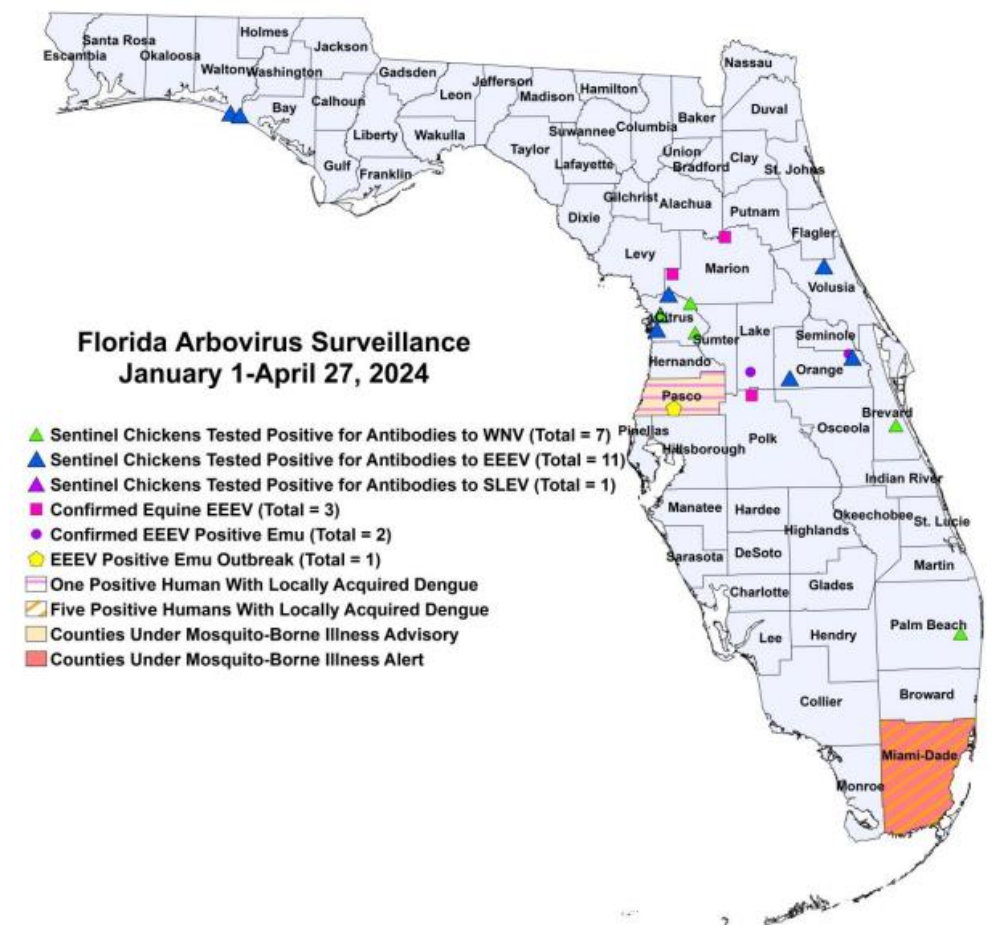 Holmes
Santa Rosa
Jackson
Escambia
Okaloosa
Walton
Washington
Gadsden
Jefferson
Hamilton
Nassau
Leon
Madison
Calhoun
Bay
Baker
Duval
Liberty
Wakulla
Suwannee
Columbia
Taylor
Union
Clay
Gulf
Lafayette
Bradford
St. Johns
Franklin
Gilchrist
Alachua
Dixie
Putnam
Flagler
Levy
Marion
Volusia
Citrus
Lake
Sumter
Seminole
Hernando
Orange
Pasco
Brevard
Pinellas
Hillsborough
Polk
Osceola
Indian River
Manatee
Hardee
Okeechobee
St. Lucie
Highlands
Sarasota
DeSoto
Martin
Charlotte
Glades
Palm Beach
Lee
Hendry
Collier
Broward
Miami-Dade
Monroe
Florida Arbovirus Surveillance
January 1-April 27, 2024
Sentinel Chickens Tested Positive for Antibodies to WNV (Total = 7)
Sentinel Chickens Tested Positive for Antibodies to EEEV (Total = 11)
Sentinel Chickens Tested Positive for Antibodies to SLEV (Total = 1)
Confirmed Equine EEEV (Total = 3)
Confirmed EEEV Positive Emu (Total = 2)
EEEV Positive Emu Outbreak (Total = 1)
One Positive Human With Locally Acquired Dengue
Five Positive Humans With Locally Acquired Dengue
Counties Under Mosquito-Borne Illness Advisory
Counties Under Mosquito-Borne Illness Alert